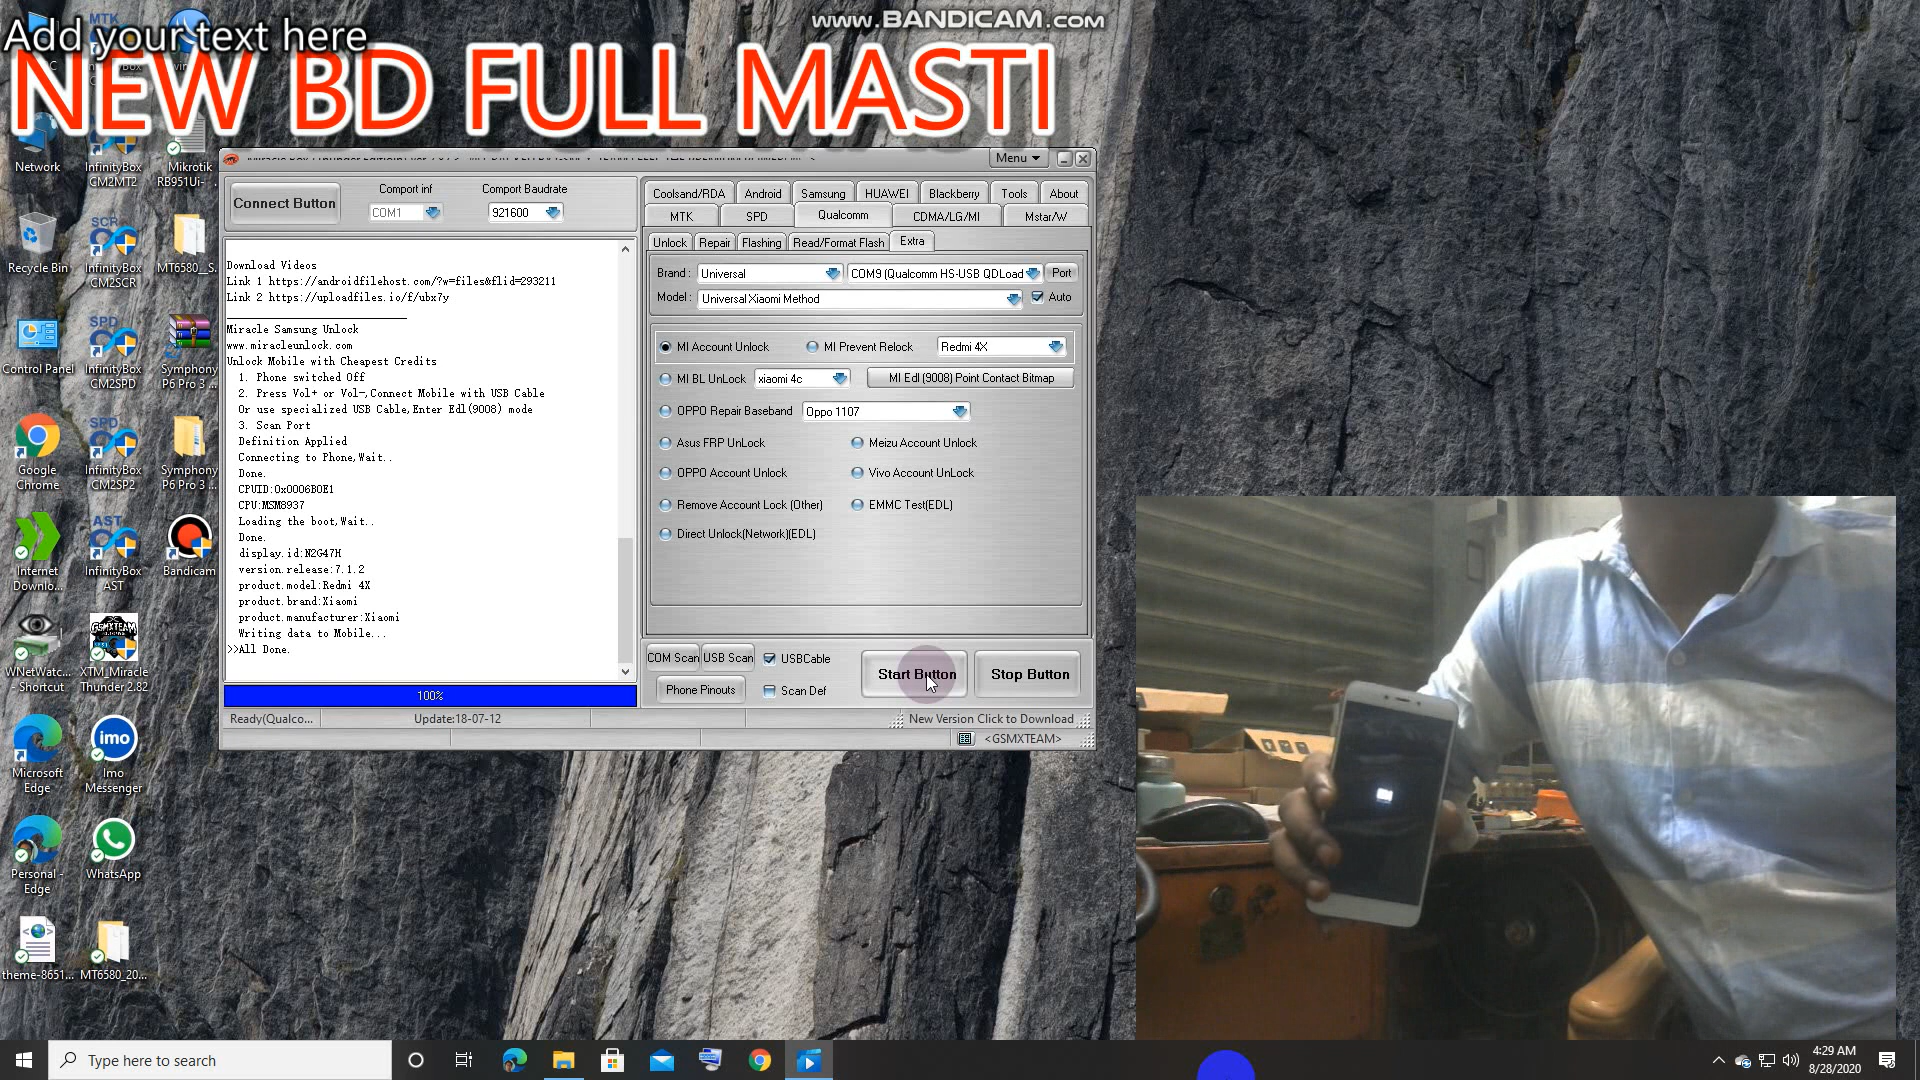 www.BANDICAM.com
Add your text here
NEW BD FULL MASTI
Network
InfinityBox CM2MT2
Mikrotik RB951Ui-...
Recycle Bin
InfinityBox CM2SCR
MT6580__S...
Control Panel
InfinityBox CM2SPD
Symphony P6 Pro 3 ...
Google Chrome
InfinityBox CM2SP2
Symphony P6 Pro 3 ...
Internet Downlo...
InfinityBox AST
Bandicam
WNetWatc... - Shortcut
XTM_Miracle Thunder 2.82
Microsoft Edge
Imo Messenger
Personal - Edge
WhatsApp
theme-8651...
MT6580_20...
Menu
Connect Button
Comport inf
Comport Baudrate
COM1
921600
Download Videos
Link 1 https://androidfilehost.com/?w=files&flid=293211
Link 2 https://uploadfiles.io/f/ubx7y
Miracle Samsung Unlock
www.miracleunlock.com
Unlock Mobile with Cheapest Credits
1. Phone switched Off
2. Press Vol+ or Vol-,Connect Mobile with USB Cable
Or use specialized USB Cable,Enter Edl(9008) mode
3. Scan Port
Definition Applied
Connecting to Phone,Wait..
Done.
CPUID:0x0006B0E1
CPU:MSM8937
Loading the boot,Wait..
Done.
display.id:N2G47H
version.release:7.1.2
product.model:Redmi 4X
product.brand:Xiaomi
product.manufacturer:Xiaomi
Writing data to Mobile...
>>All Done.
100%
Ready(Qualco...
Update:18-07-12
Coolsand/RDA Android Samsung HUAWEI Blackberry Tools About
MTK SPD Qualcomm CDMA/LG/MI Mstar/W
Unlock Repair Flashing Read/Format Flash Extra
Brand : Universal COM9 (Qualcomm HS-USB QDLoad Port
Model : Universal Xiaomi Method Auto
MI Account Unlock MI Prevent Relock Redmi 4X
MI BL UnLock xiaomi 4c MI Edl (9008) Point Contact Bitmap
OPPO Repair Baseband Oppo 1107
Asus FRP UnLock Meizu Account Unlock
OPPO Account Unlock Vivo Account UnLock
Remove Account Lock (Other) EMMC Test(EDL)
Direct Unlock(Network)(EDL)
COM Scan USB Scan USBCable
Start Button Stop Button
Phone Pinouts Scan Def
New Version Click to Download
<GSMXTEAM>
Type here to search
4:29 AM
8/28/2020